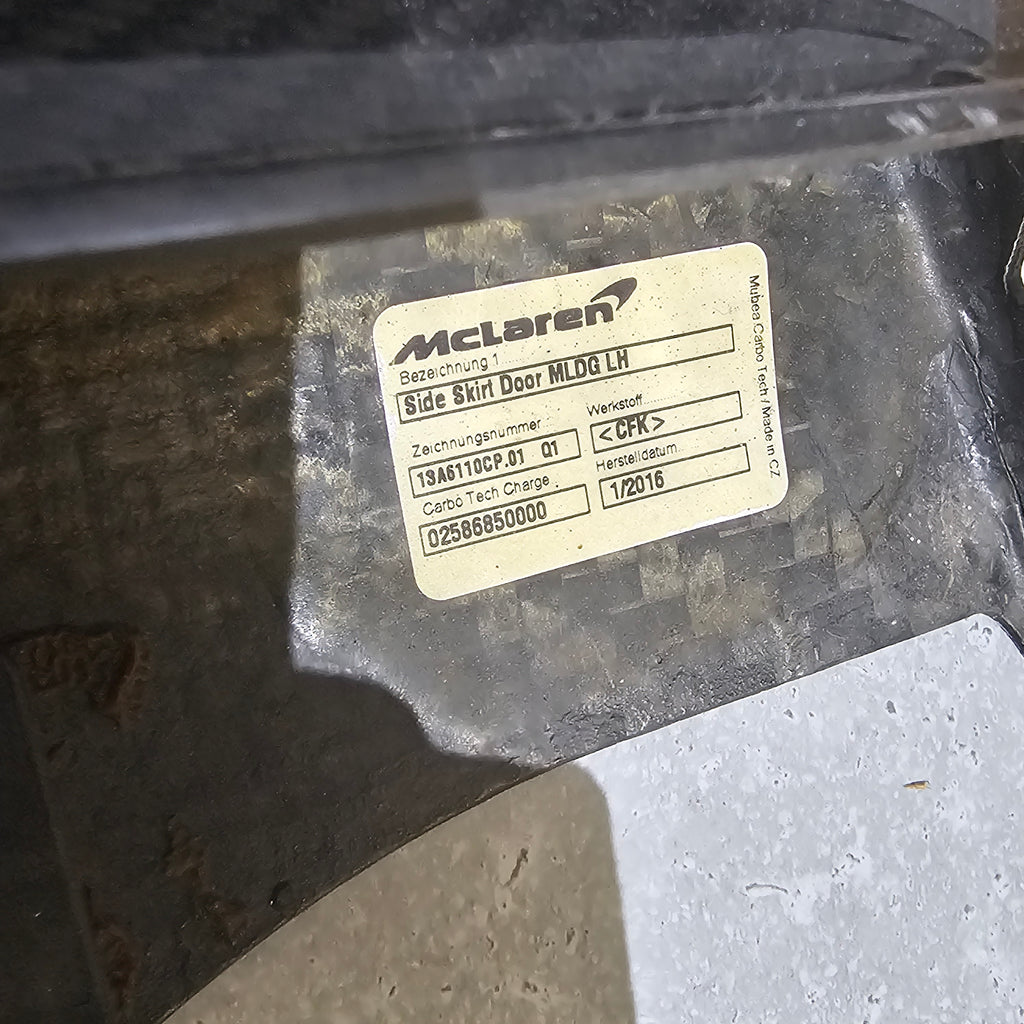 McLaren
Bezeichnung 1
Side Skirt Door MLDG LH
Zeichnungsnummer
13A6110CP.01 Q1
Werkstoff
<CFK>
Carbo Tech Charge
02586850000
Herstelldatum
1/2016
Mubea Carbo Tech / Made in CZ